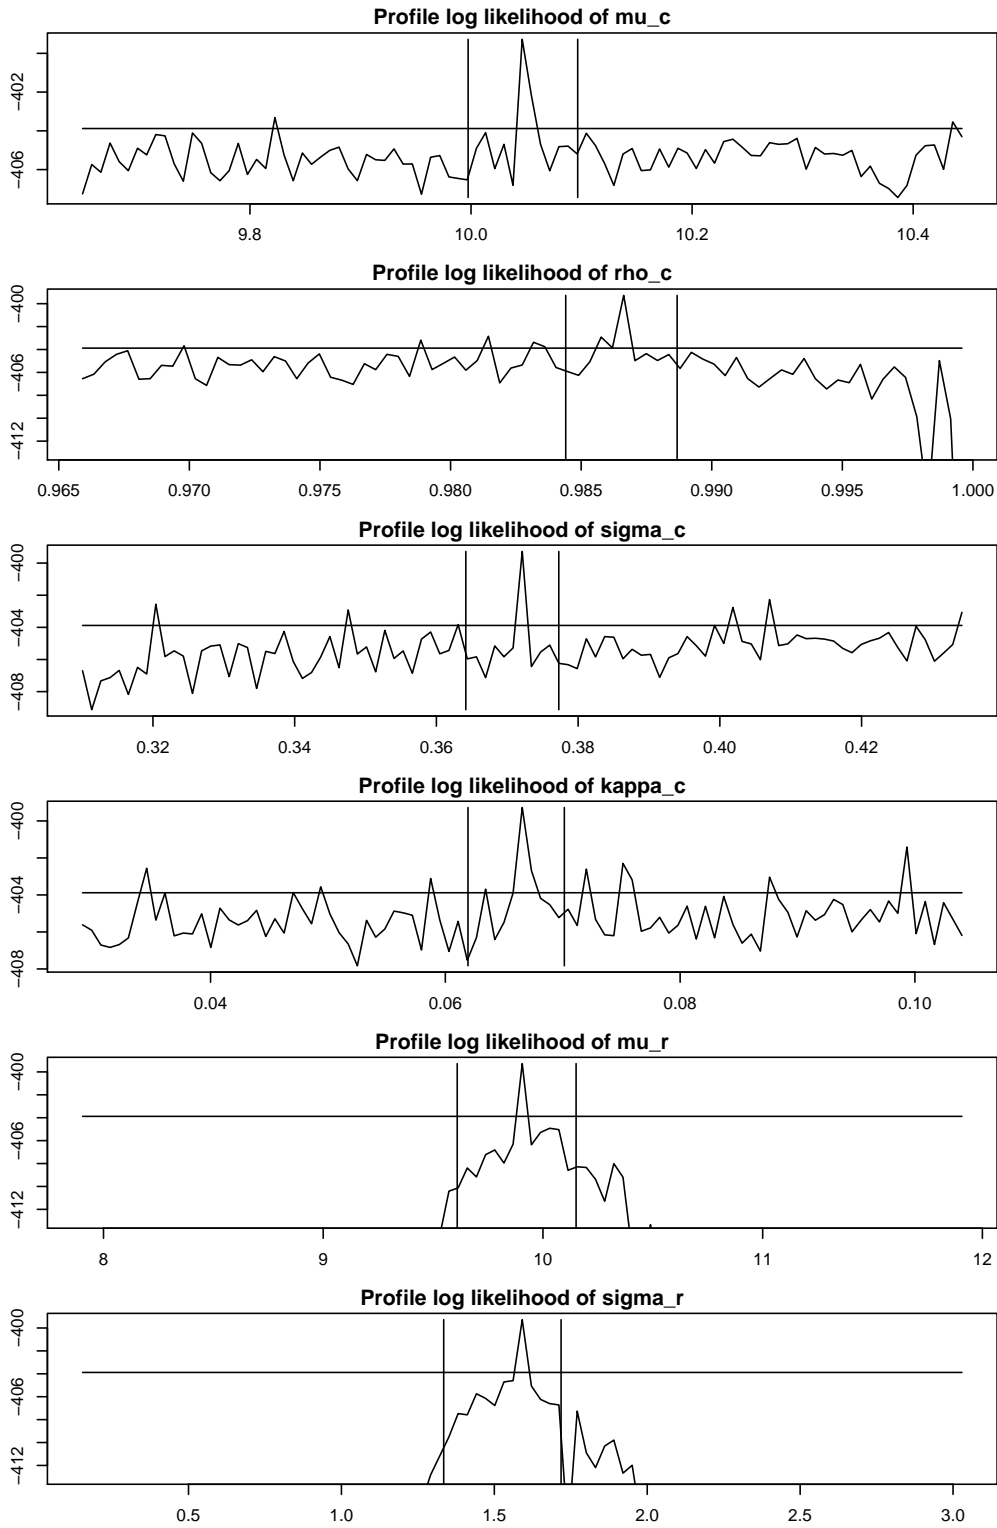 Profile log likelihood of mu_c
−402
−406
9.8 10.0 10.2 10.4
Profile log likelihood of rho_c
−400
−406
−412
0.965 0.970 0.975 0.980 0.985 0.990 0.995 1.000
Profile log likelihood of sigma_c
−400
−404
−408
0.32 0.34 0.36 0.38 0.40 0.42
Profile log likelihood of kappa_c
−400
−404
−408
0.04 0.06 0.08 0.10
Profile log likelihood of mu_r
−400
−406
−412
8 9 10 11 12
Profile log likelihood of sigma_r
−400
−406
−412
0.5 1.0 1.5 2.0 2.5 3.0